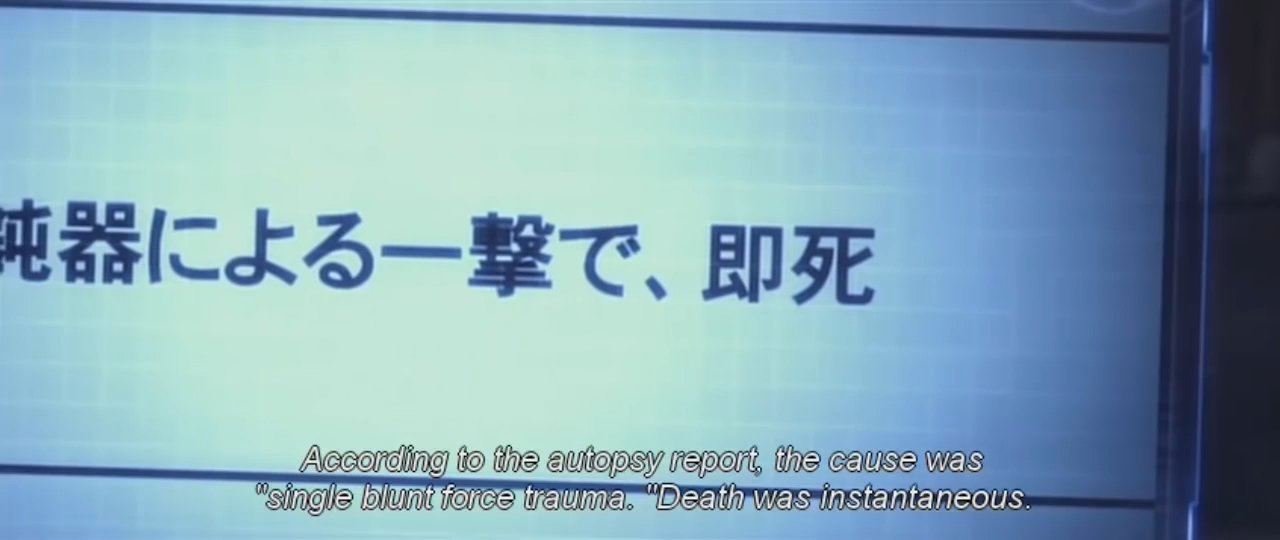 鈍器による一撃で、即死
According to the autopsy report, the cause was
"single blunt force trauma. "Death was instantaneous.